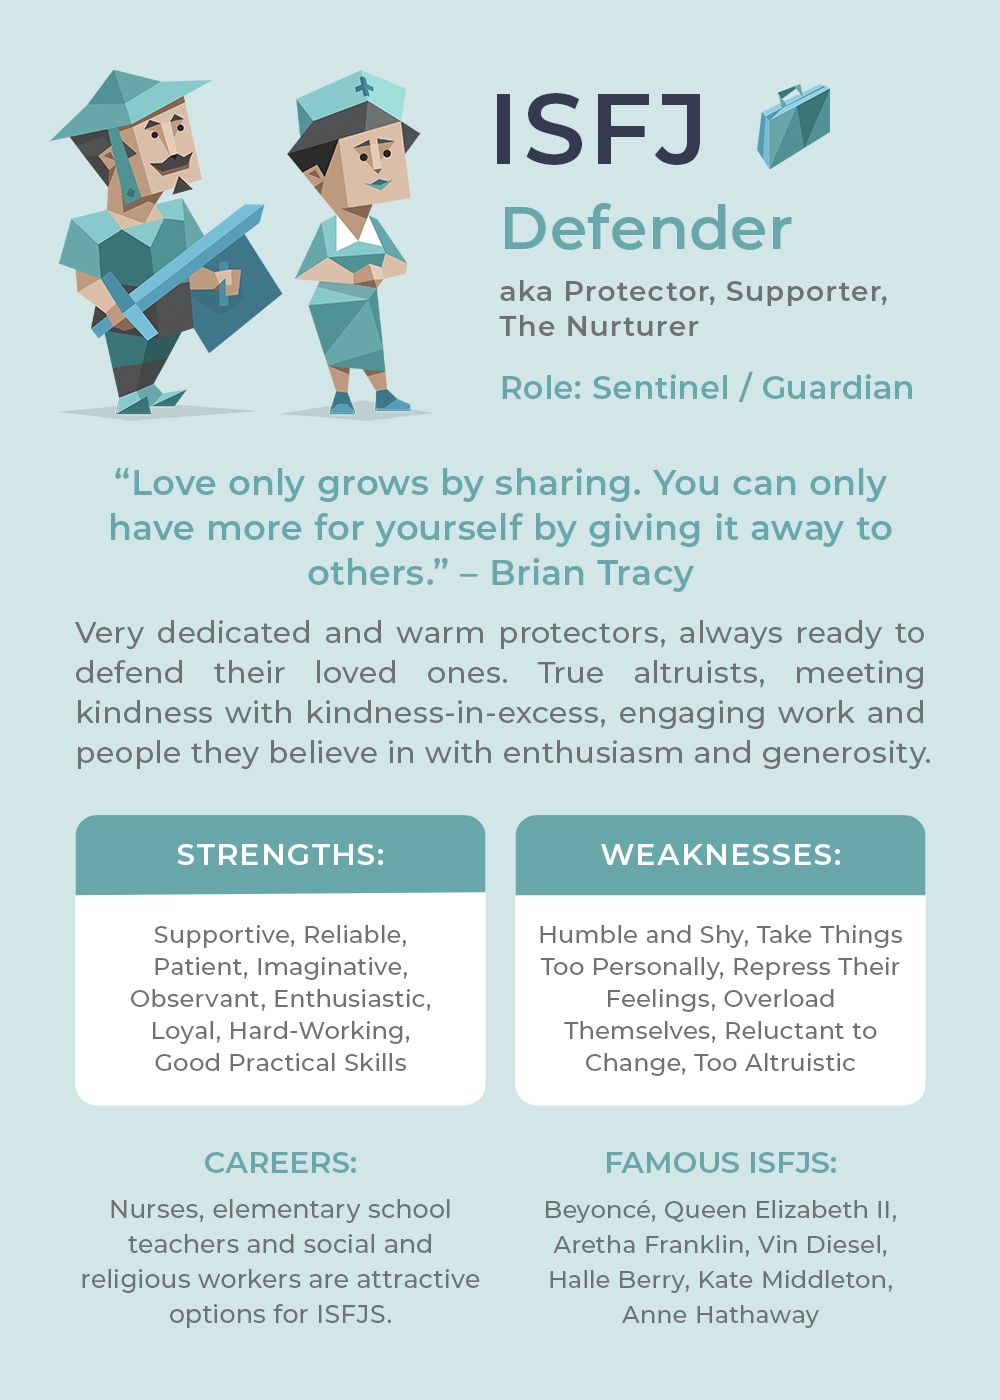 ISFJ
Defender
aka Protector, Supporter,
The Nurturer
Role: Sentinel / Guardian
“Love only grows by sharing. You can only
have more for yourself by giving it away to
others.” – Brian Tracy
Very dedicated and warm protectors, always ready to
defend their loved ones. True altruists, meeting
kindness with kindness-in-excess, engaging work and
people they believe in with enthusiasm and generosity.
STRENGTHS:
Supportive, Reliable,
Patient, Imaginative,
Observant, Enthusiastic,
Loyal, Hard-Working,
Good Practical Skills
WEAKNESSES:
Humble and Shy, Take Things
Too Personally, Repress Their
Feelings, Overload
Themselves, Reluctant to
Change, Too Altruistic
CAREERS:
Nurses, elementary school
teachers and social and
religious workers are attractive
options for ISFJS.
FAMOUS ISFJS:
Beyoncé, Queen Elizabeth II,
Aretha Franklin, Vin Diesel,
Halle Berry, Kate Middleton,
Anne Hathaway